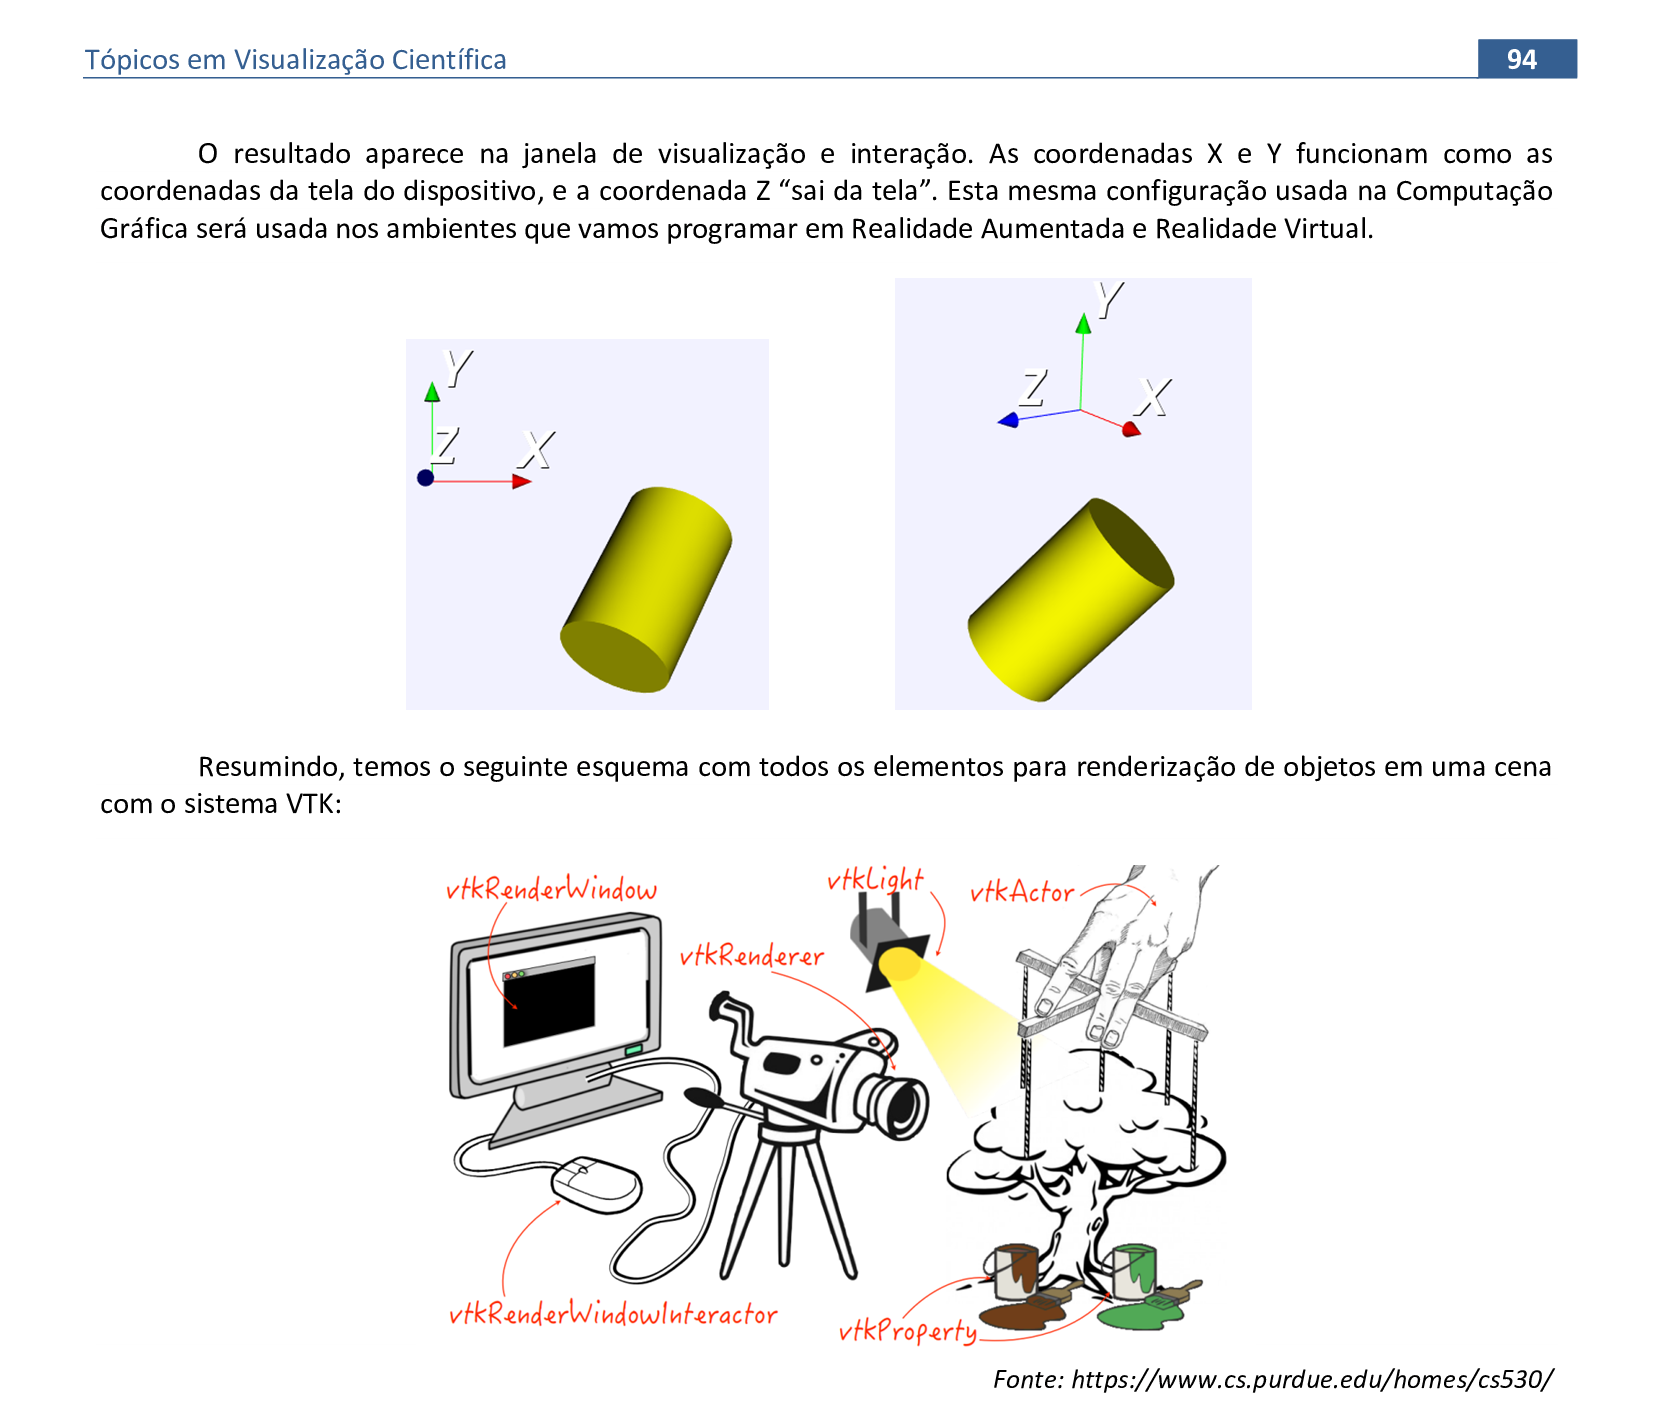 Tópicos em Visualização Científica
94
O resultado aparece na janela de visualização e interação. As coordenadas X e Y funcionam como as
coordenadas da tela do dispositivo, e a coordenada Z “sai da tela”. Esta mesma configuração usada na Computação
Gráfica será usada nos ambientes que vamos programar em Realidade Aumentada e Realidade Virtual.
Y
Z
X
Y
Z
X
Resumindo, temos o seguinte esquema com todos os elementos para renderização de objetos em uma cena
com o sistema VTK:
vtkRenderWindow
vtkLight
vtkActor
vtkRenderer
vtkRenderWindowInteractor
vtkProperty
Fonte: https://www.cs.purdue.edu/homes/cs530/